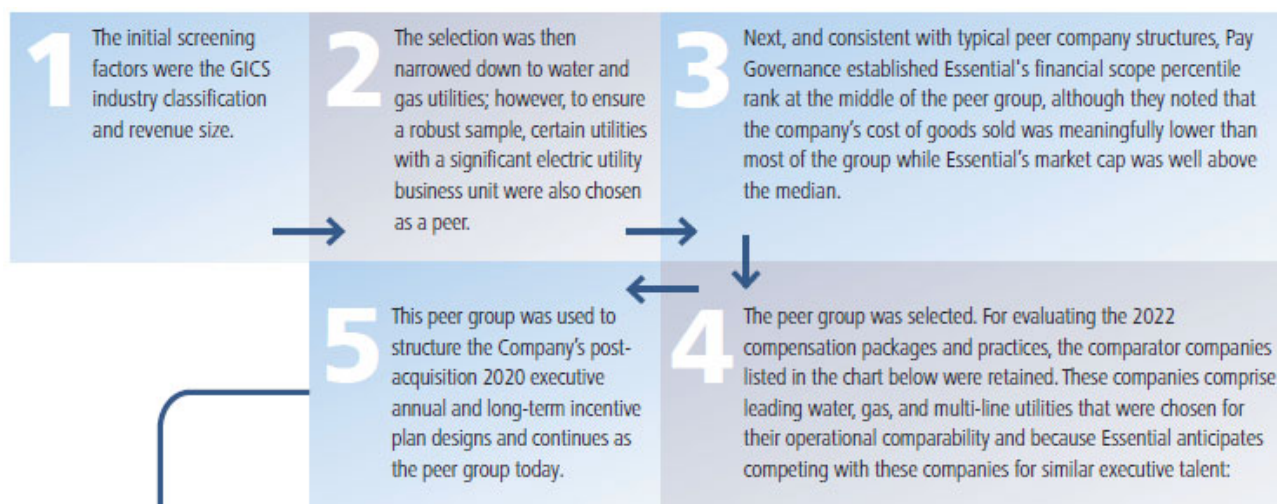 1
The initial screening
factors were the GICS
industry classification
and revenue size.
2
The selection was then
narrowed down to water and
gas utilities; however, to ensure
a robust sample, certain utilities
with a significant electric utility
business unit were also chosen
as a peer.
3
Next, and consistent with typical peer company structures, Pay
Governance established Essential's financial scope percentile
rank at the middle of the peer group, although they noted that
the company's cost of goods sold was meaningfully lower than
most of the group while Essential's market cap was well above
the median.
4
The peer group was selected. For evaluating the 2022
compensation packages and practices, the comparator companies
listed in the chart below were retained. These companies comprise
leading water, gas, and multi-line utilities that were chosen for
their operational comparability and because Essential anticipates
competing with these companies for similar executive talent:
5
This peer group was used to
structure the Company's post-
acquisition 2020 executive
annual and long-term incentive
plan designs and continues as
the peer group today.